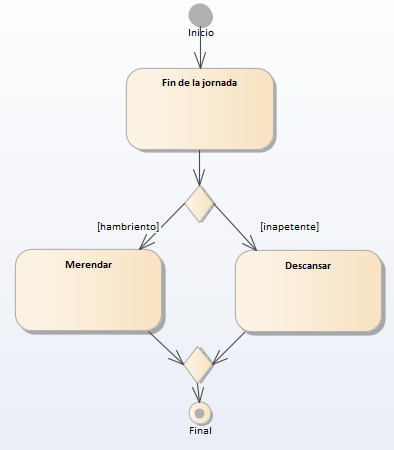 Inicio
Fin de la jornada
[hambriento]
[inapetente]
Merendar
Descansar
Final